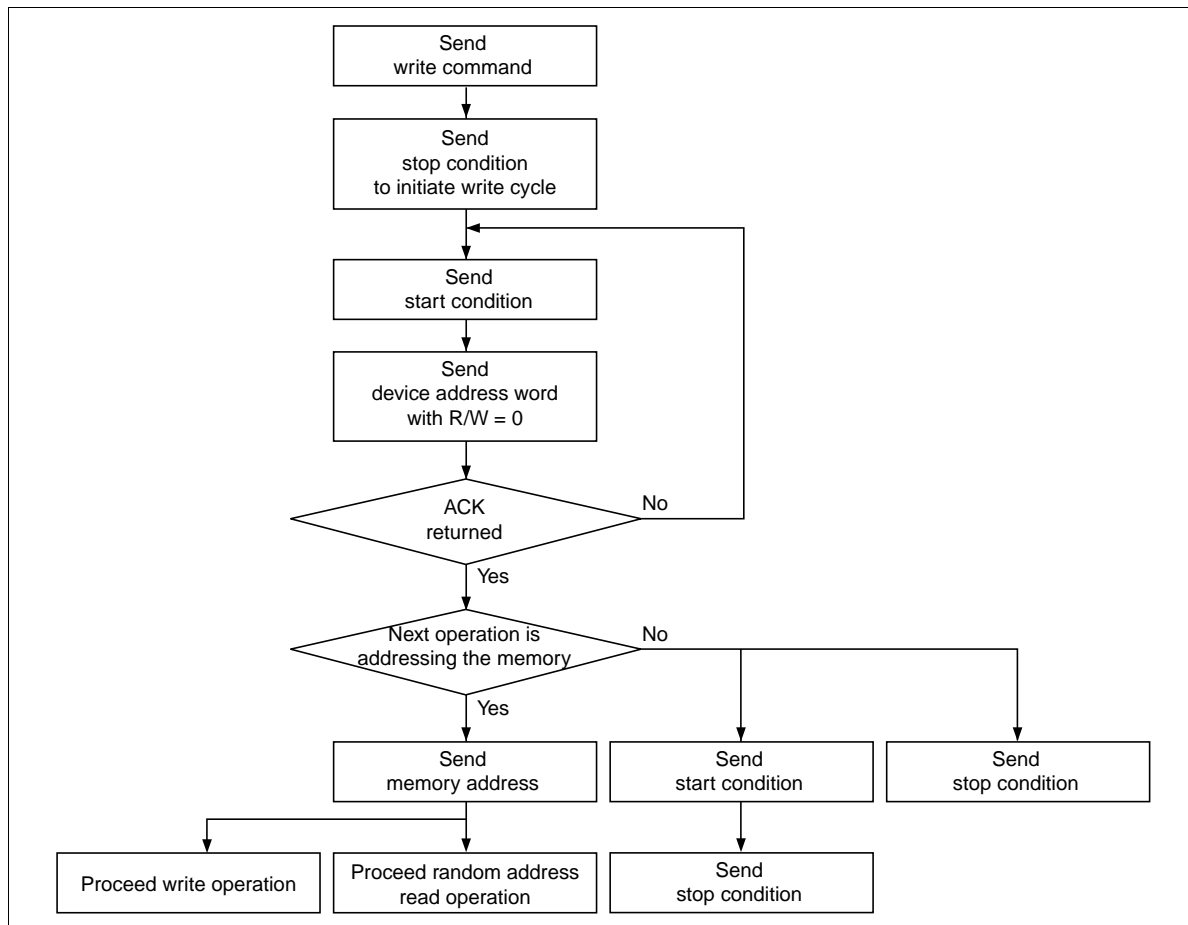 Send
write command
Send
stop condition
to initiate write cycle
Send
start condition
Send
device address word
with R/W = 0
ACK
returned
No
Yes
Next operation is
addressing the memory
No
Yes
Send
memory address
Send
start condition
Send
stop condition
Proceed write operation
Proceed random address
read operation
Send
stop condition